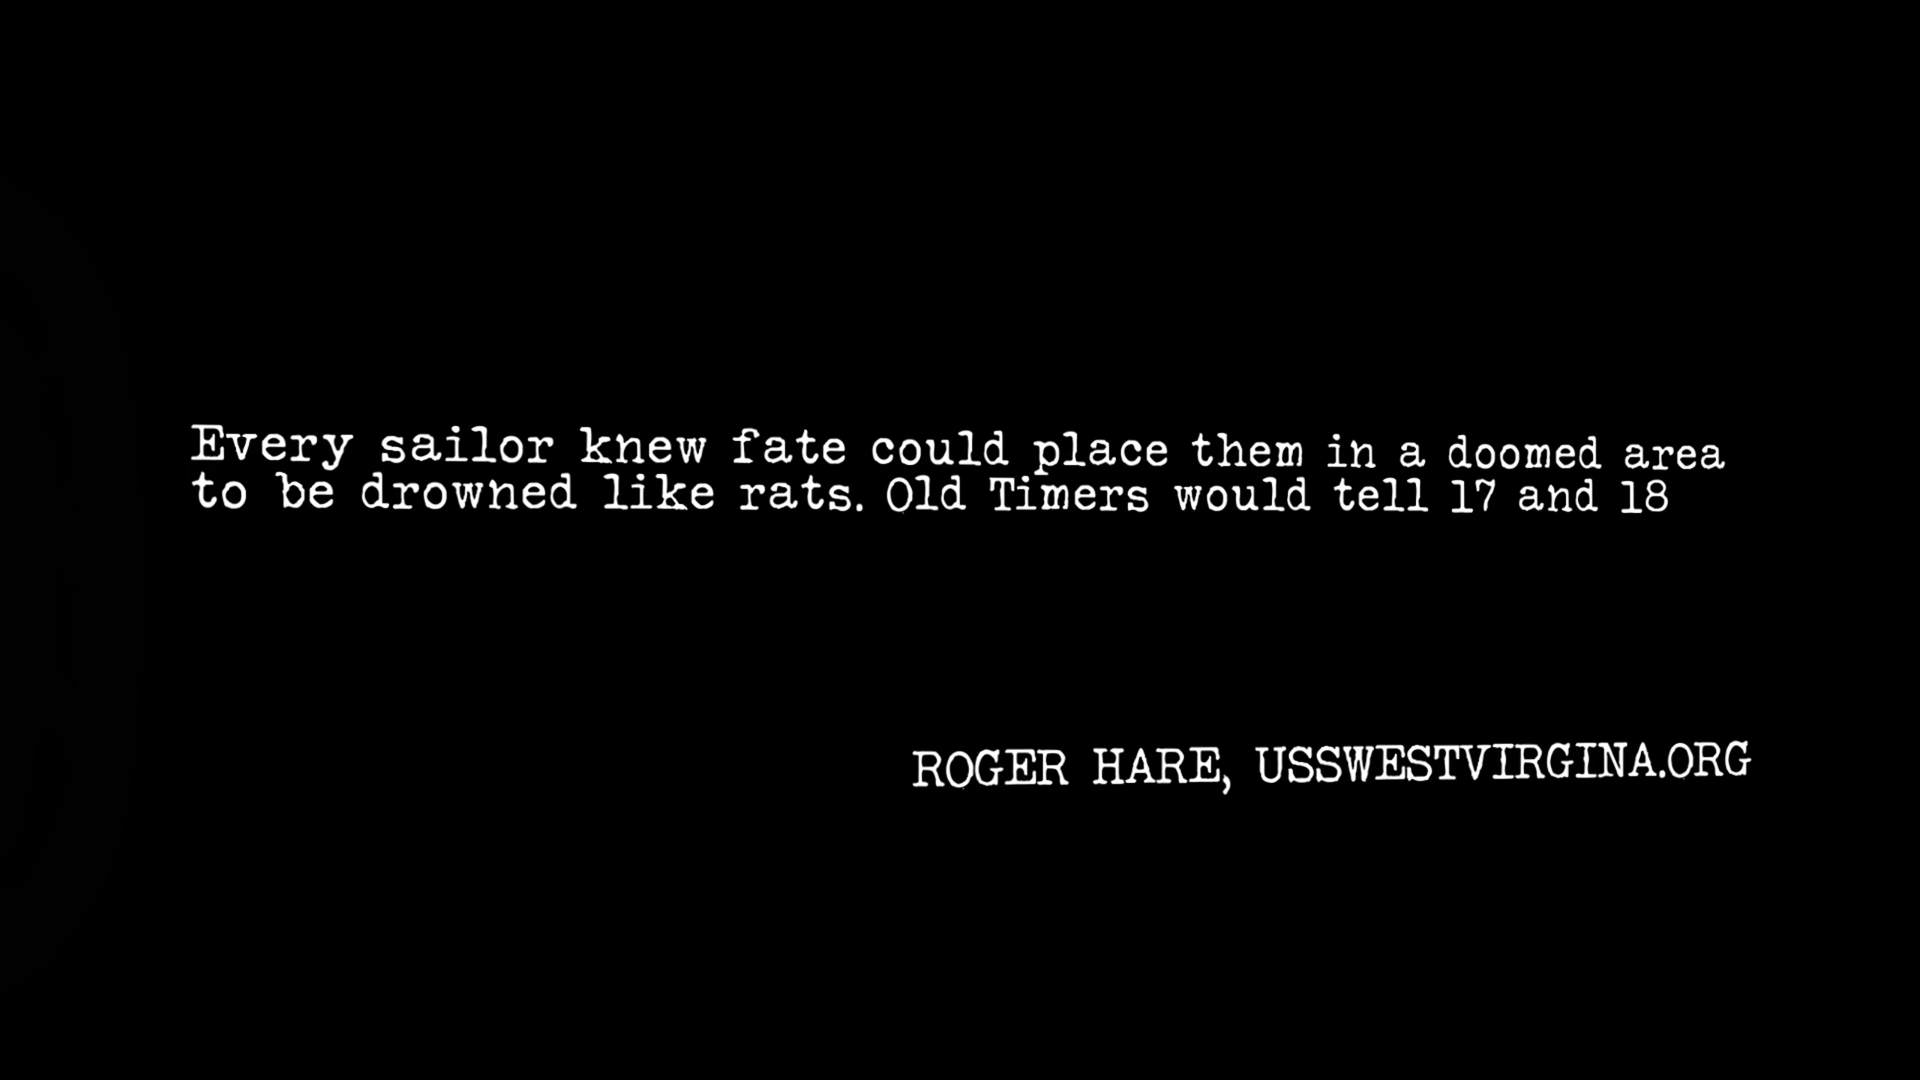 Every sailor knew fate could place them in a doomed area
to be drowned like rats. Old Timers would tell 17 and 18
ROGER HARE, USSWESTVIRGINA.ORG